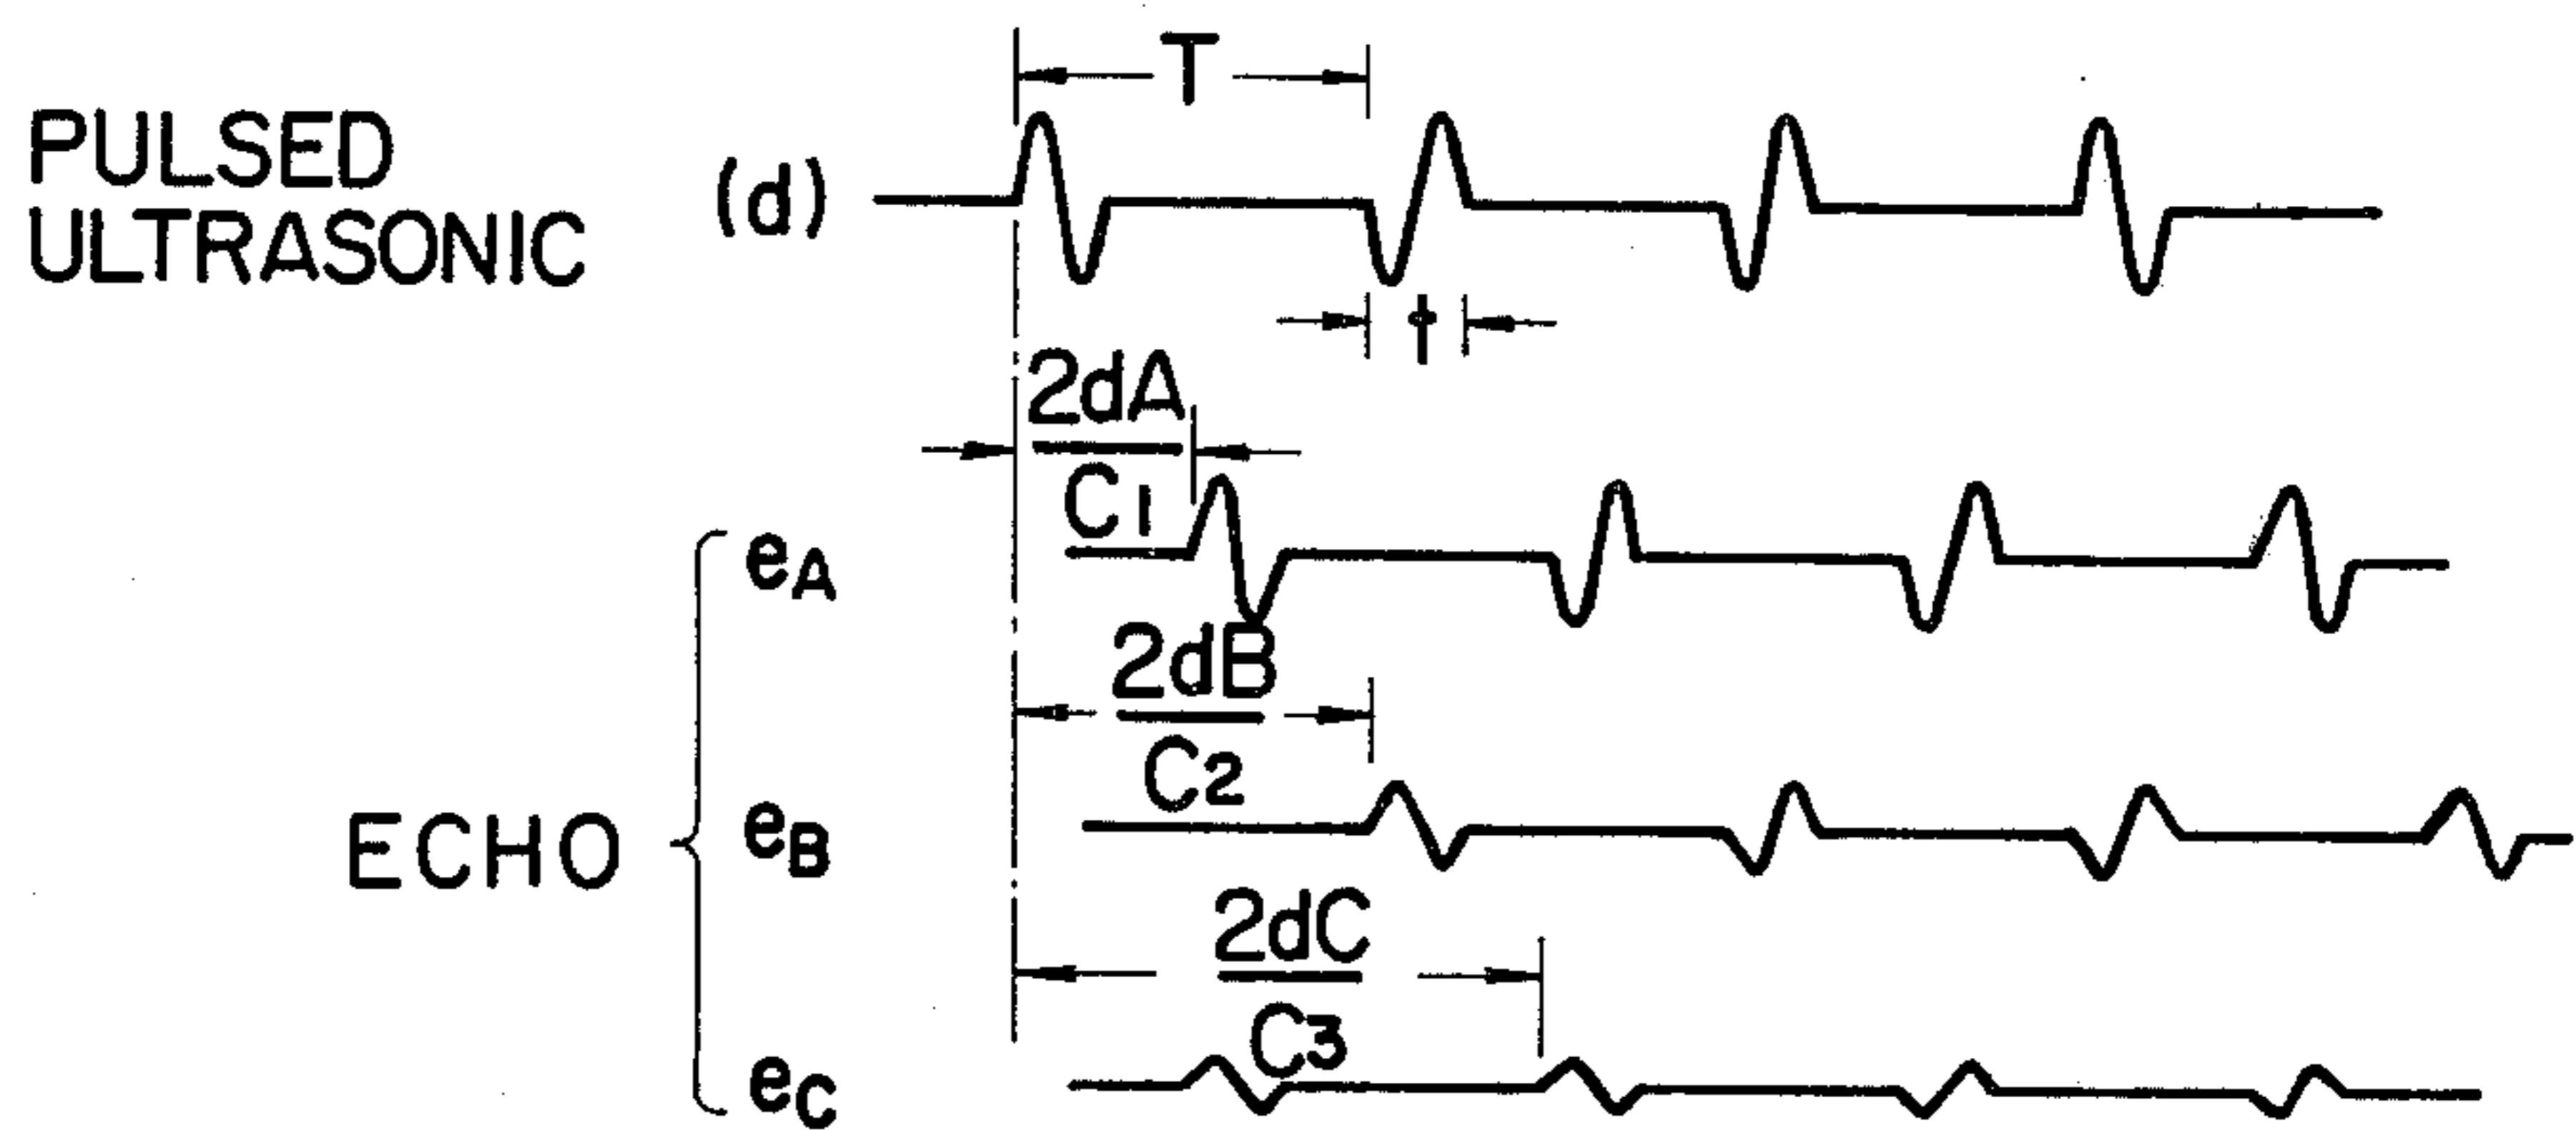 T
PULSED
ULTRASONIC
(d)
t
2dA
C1
eA
2dB
C2
ECHO
eB
2dC
C3
eC